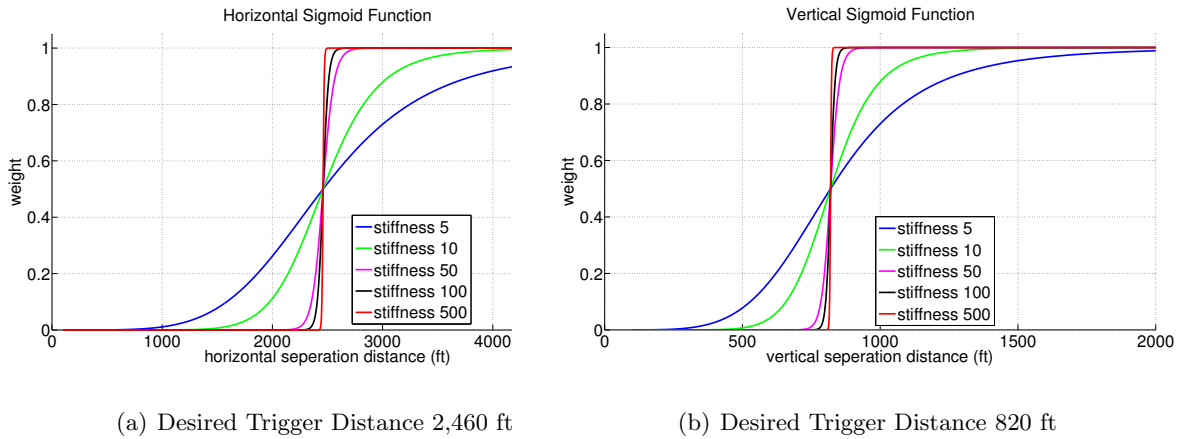 Horizontal Sigmoid Function
1
0.8
0.6
0.4
0.2
0
weight
stiffness 5
stiffness 10
stiffness 50
stiffness 100
stiffness 500
0 1000 2000 3000 4000
horizontal seperation distance (ft)
(a) Desired Trigger Distance 2,460 ft
Vertical Sigmoid Function
1
0.8
0.6
0.4
0.2
0
weight
stiffness 5
stiffness 10
stiffness 50
stiffness 100
stiffness 500
0 500 1000 1500 2000
vertical seperation distance (ft)
(b) Desired Trigger Distance 820 ft